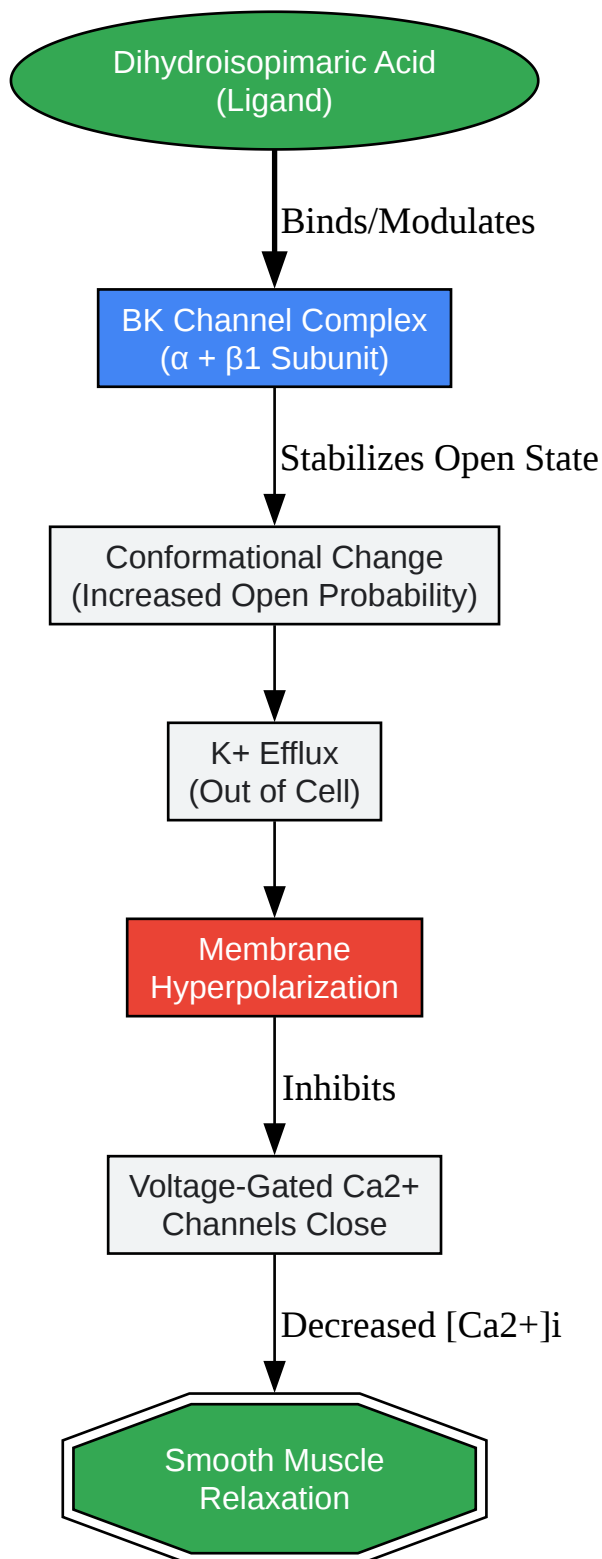 Dihydroisopimaric Acid
(Ligand)
Binds/Modulates
BK Channel Complex
(α + β1 Subunit)
Stabilizes Open State
Conformational Change
(Increased Open Probability)
K+ Efflux
(Out of Cell)
Membrane
Hyperpolarization
Inhibits
Voltage-Gated Ca2+
Channels Close
Decreased [Ca2+]i
Smooth Muscle
Relaxation